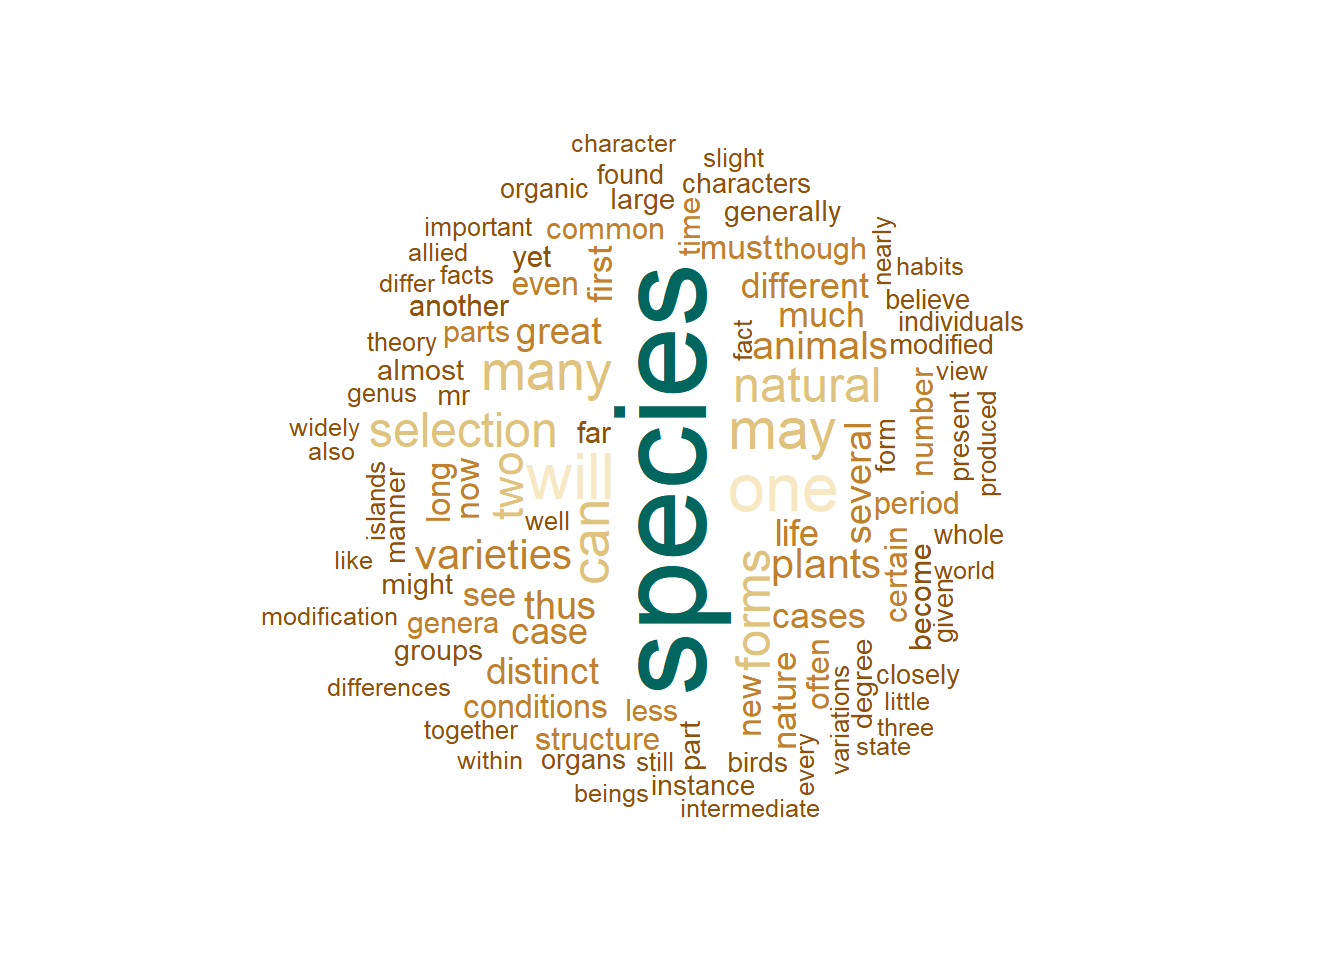 character
slight
found
characters
organic
large
generally
important
common
time
must
though
nearly
allied
yet
first
habits
differ
facts
even
different
believe
another
much
individuals
theory
parts
great
fact
animals
modified
almost
many
species
natural
view
genus
mr
number
present
produced
widely
selection
far
may
several
form
also
islands
manner
long
now
two
will
one
period
well
can
life
certain
whole
like
varieties
plants
become
world
given
might
see
thus
forms
cases
modification
genera
case
groups
distinct
new
nature
often
variations
degree
closely
differences
conditions
less
little
together
structure
part
three
state
within
organs
still
birds
every
beings
instance
intermediate